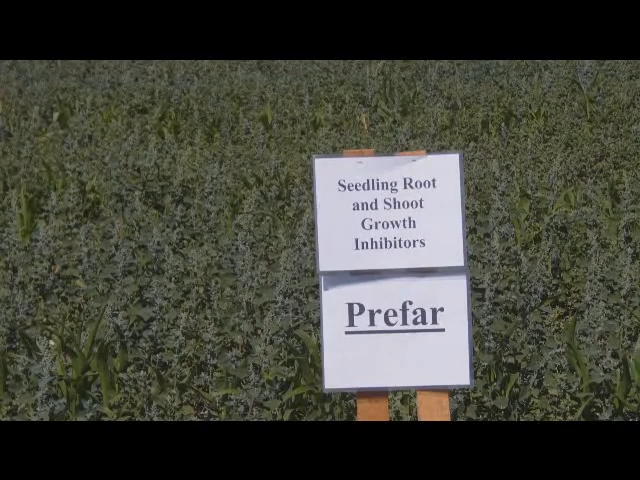 Seedling Root
and Shoot
Growth
Inhibitors
Prefar